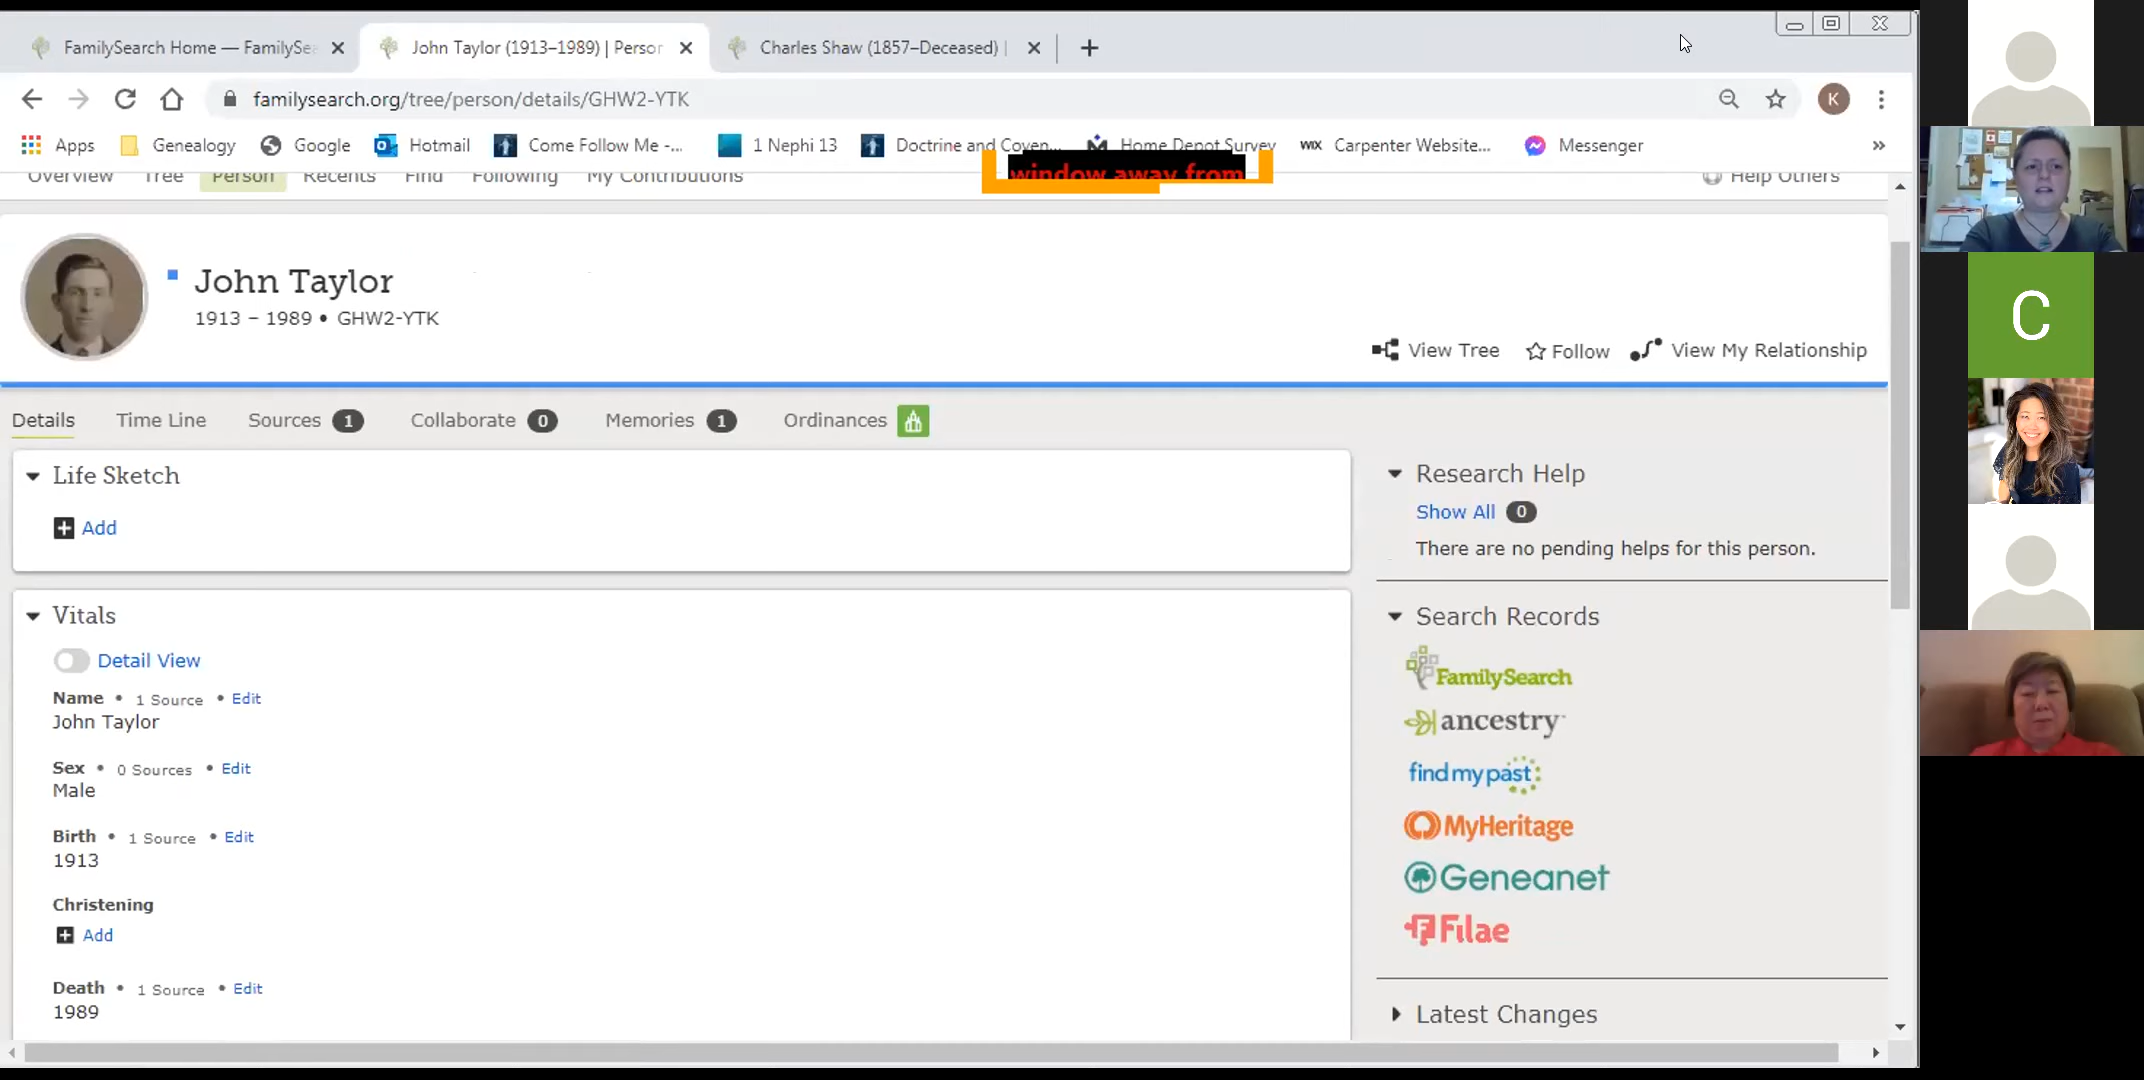 FamilySearch Home — FamilySe
John Taylor (1913–1989) | Person
Charles Shaw (1857–Deceased) |
familysearch.org/tree/person/details/GHW2-YTK
K
Apps
Genealogy
Google
Hotmail
Come Follow Me -...
1 Nephi 13
Doctrine and Coven...
Home Depot Survey
WIX Carpenter Website...
Messenger
»
window away from
Overview Tree Person Recents Find Following My Contributions
Help Others
John Taylor
1913 – 1989 • GHW2-YTK
View Tree
Follow
View My Relationship
Details
Time Line
Sources 1
Collaborate 0
Memories 1
Ordinances
Life Sketch
Add
Vitals
Detail View
Name • 1 Source • Edit
John Taylor
Sex • 0 Sources • Edit
Male
Birth • 1 Source • Edit
1913
Christening
Add
Death • 1 Source • Edit
1989
Research Help
Show All 0
There are no pending helps for this person.
Search Records
FamilySearch
ancestry
findmypast
MyHeritage
Geneanet
Filae
Latest Changes
C